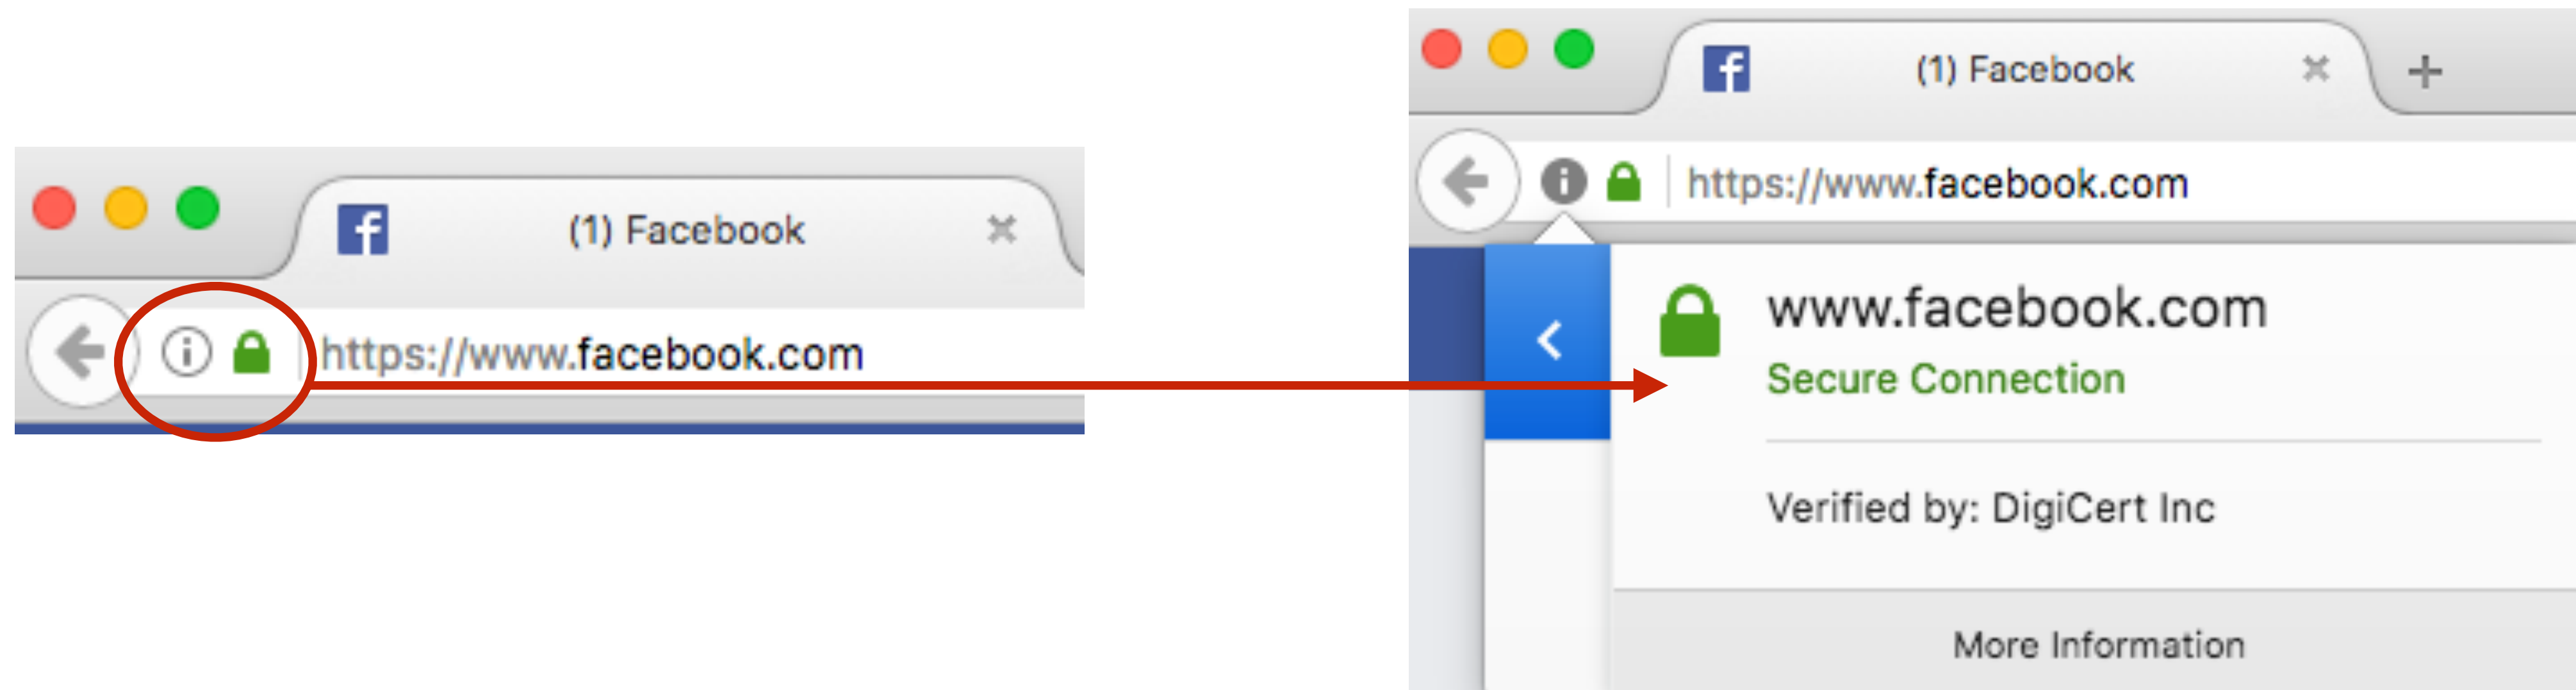 (1) Facebook
https://www.facebook.com
(1) Facebook
https://www.facebook.com
www.facebook.com
Secure Connection
Verified by: DigiCert Inc
More Information